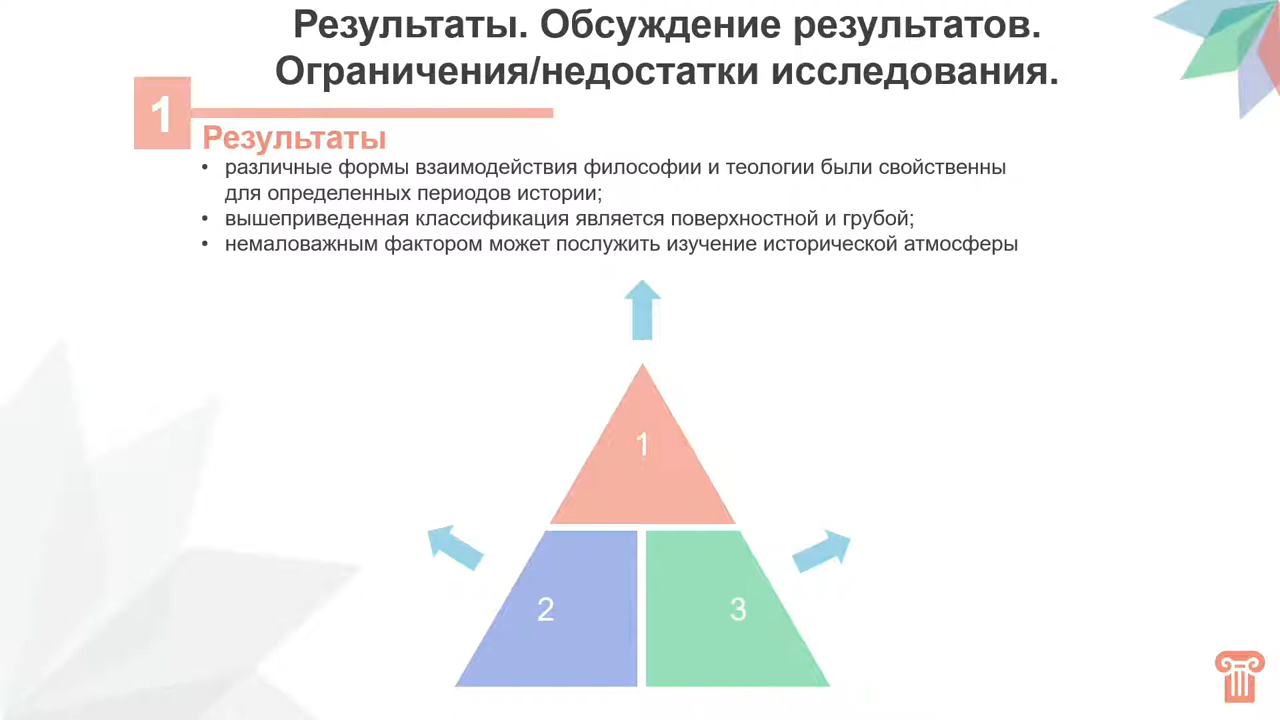 Результаты. Обсуждение результатов.
Ограничения/недостатки исследования.
1
Результаты
• различные формы взаимодействия философии и теологии были свойственны
для определенных периодов истории;
• вышеприведенная классификация является поверхностной и грубой;
• немаловажным фактором может послужить изучение исторической атмосферы
1
2
3